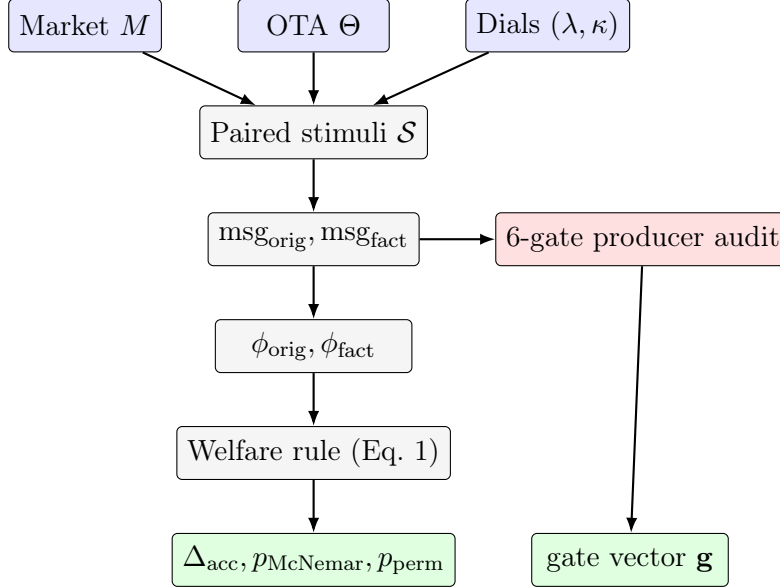 Market M
OTA Θ
Dials (λ, κ)
Paired stimuli 𝒮
msg_orig, msg_fact
6-gate producer audit
ϕ_orig, ϕ_fact
Welfare rule (Eq. 1)
Δ_acc, p_McNemar, p_perm
gate vector g